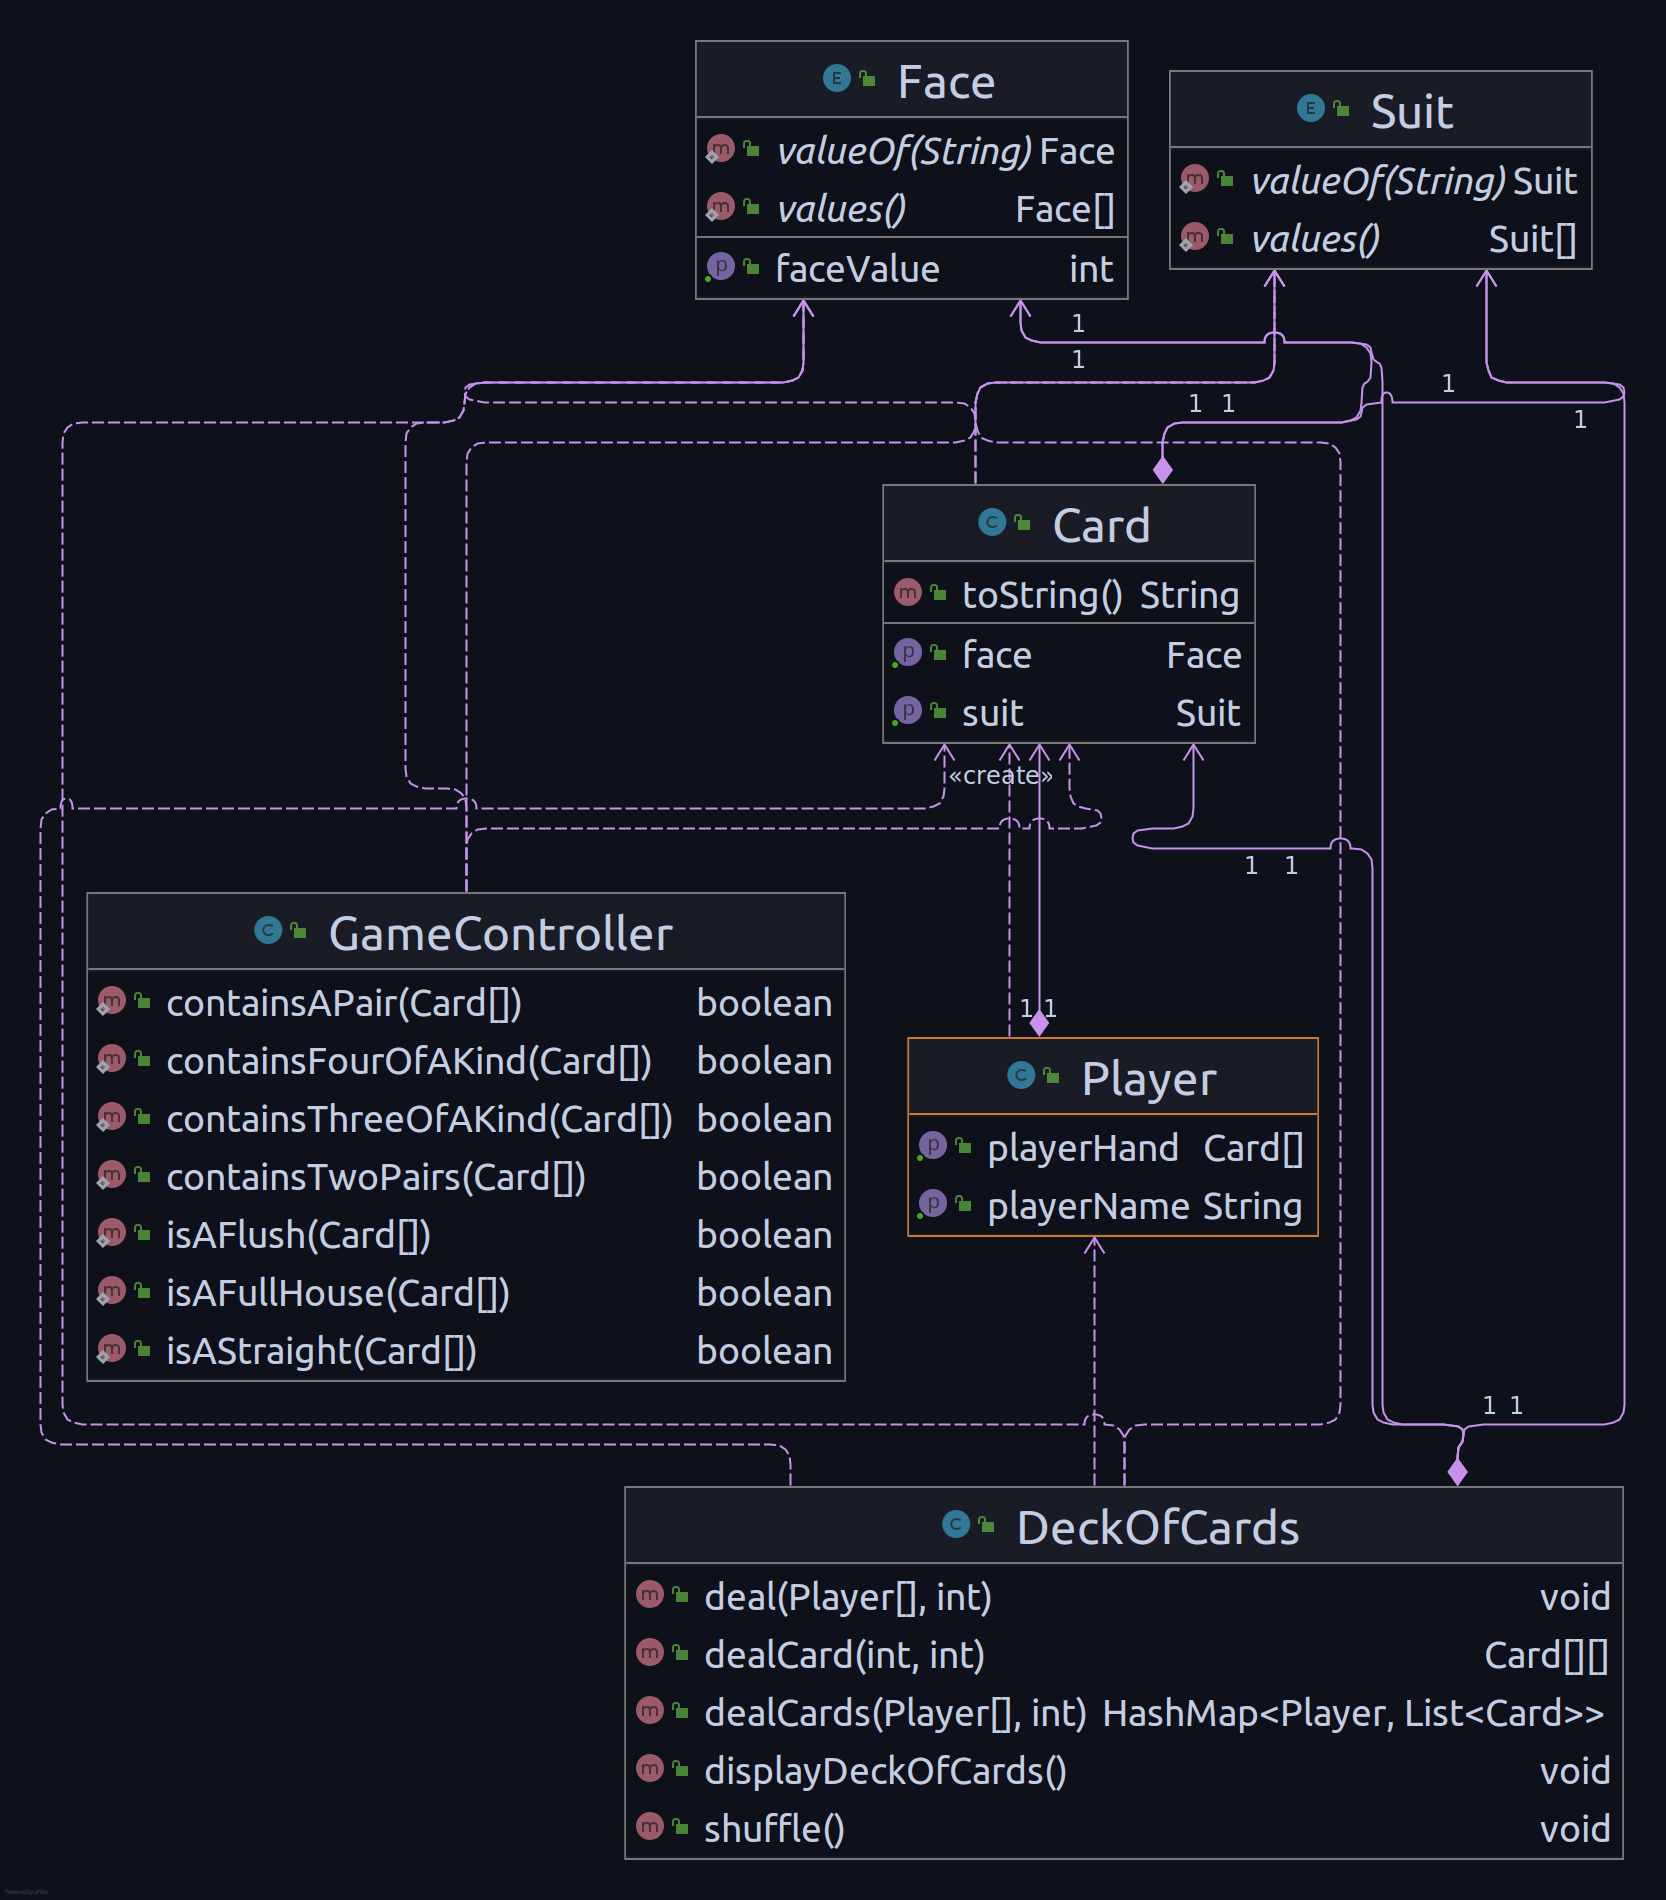 E Face
m valueOf(String) Face
m values() Face[]
p faceValue int
E Suit
m valueOf(String) Suit
m values() Suit[]
1
1
1
1 1
1
C Card
m toString() String
p face Face
p suit Suit
«create»
1 1
C GameController
m containsAPair(Card[]) boolean
m containsFourOfAKind(Card[]) boolean
m containsThreeOfAKind(Card[]) boolean
m containsTwoPairs(Card[]) boolean
m isAFlush(Card[]) boolean
m isAFullHouse(Card[]) boolean
m isAStraight(Card[]) boolean
1 1
C Player
p playerHand Card[]
p playerName String
1 1
C DeckOfCards
m deal(Player[], int) void
m dealCard(int, int) Card[][]
m dealCards(Player[], int) HashMap<Player, List<Card>>
m displayDeckOfCards() void
m shuffle() void
Powered by yFiles